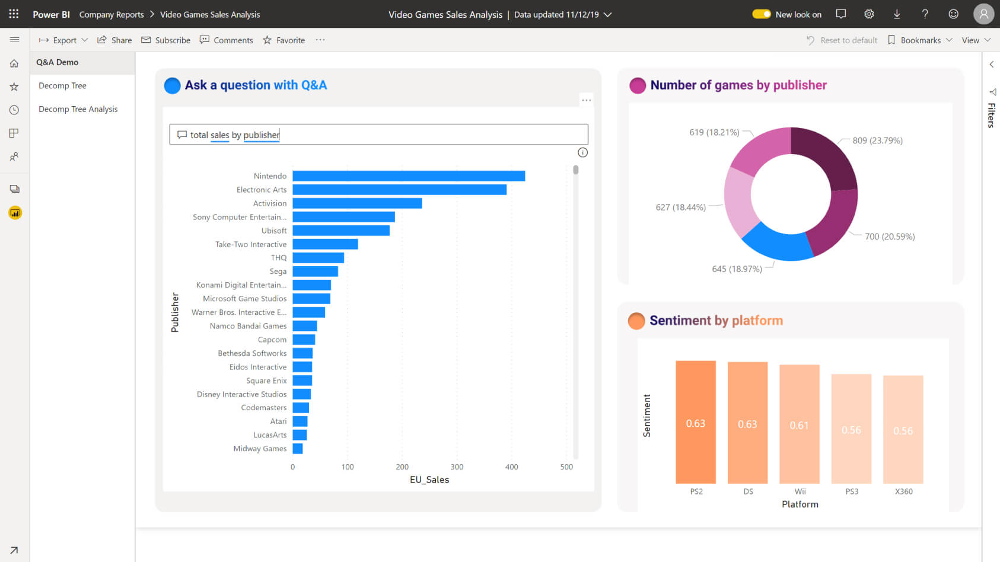 Power BI Company Reports > Video Games Sales Analysis
Video Games Sales Analysis | Data updated 11/12/19
New look on
Export Share Subscribe Comments Favorite ...
Reset to default Bookmarks View
Q&A Demo
Decomp Tree
Decomp Tree Analysis
Ask a question with Q&A
...
total sales by publisher
Publisher
Nintendo
Electronic Arts
Activision
Sony Computer Entertain...
Ubisoft
Take-Two Interactive
THQ
Sega
Konami Digital Entertain...
Microsoft Game Studios
Warner Bros. Interactive E...
Namco Bandai Games
Capcom
Bethesda Softworks
Eidos Interactive
Square Enix
Disney Interactive Studios
Codemasters
Atari
LucasArts
Midway Games
0 100 200 300 400 500
EU_Sales
Number of games by publisher
619 (18.21%)
809 (23.79%)
627 (18.44%)
700 (20.59%)
645 (18.97%)
Sentiment by platform
Sentiment
0.63 0.63 0.61 0.56 0.56
PS2 DS Wii PS3 X360
Platform
Filters